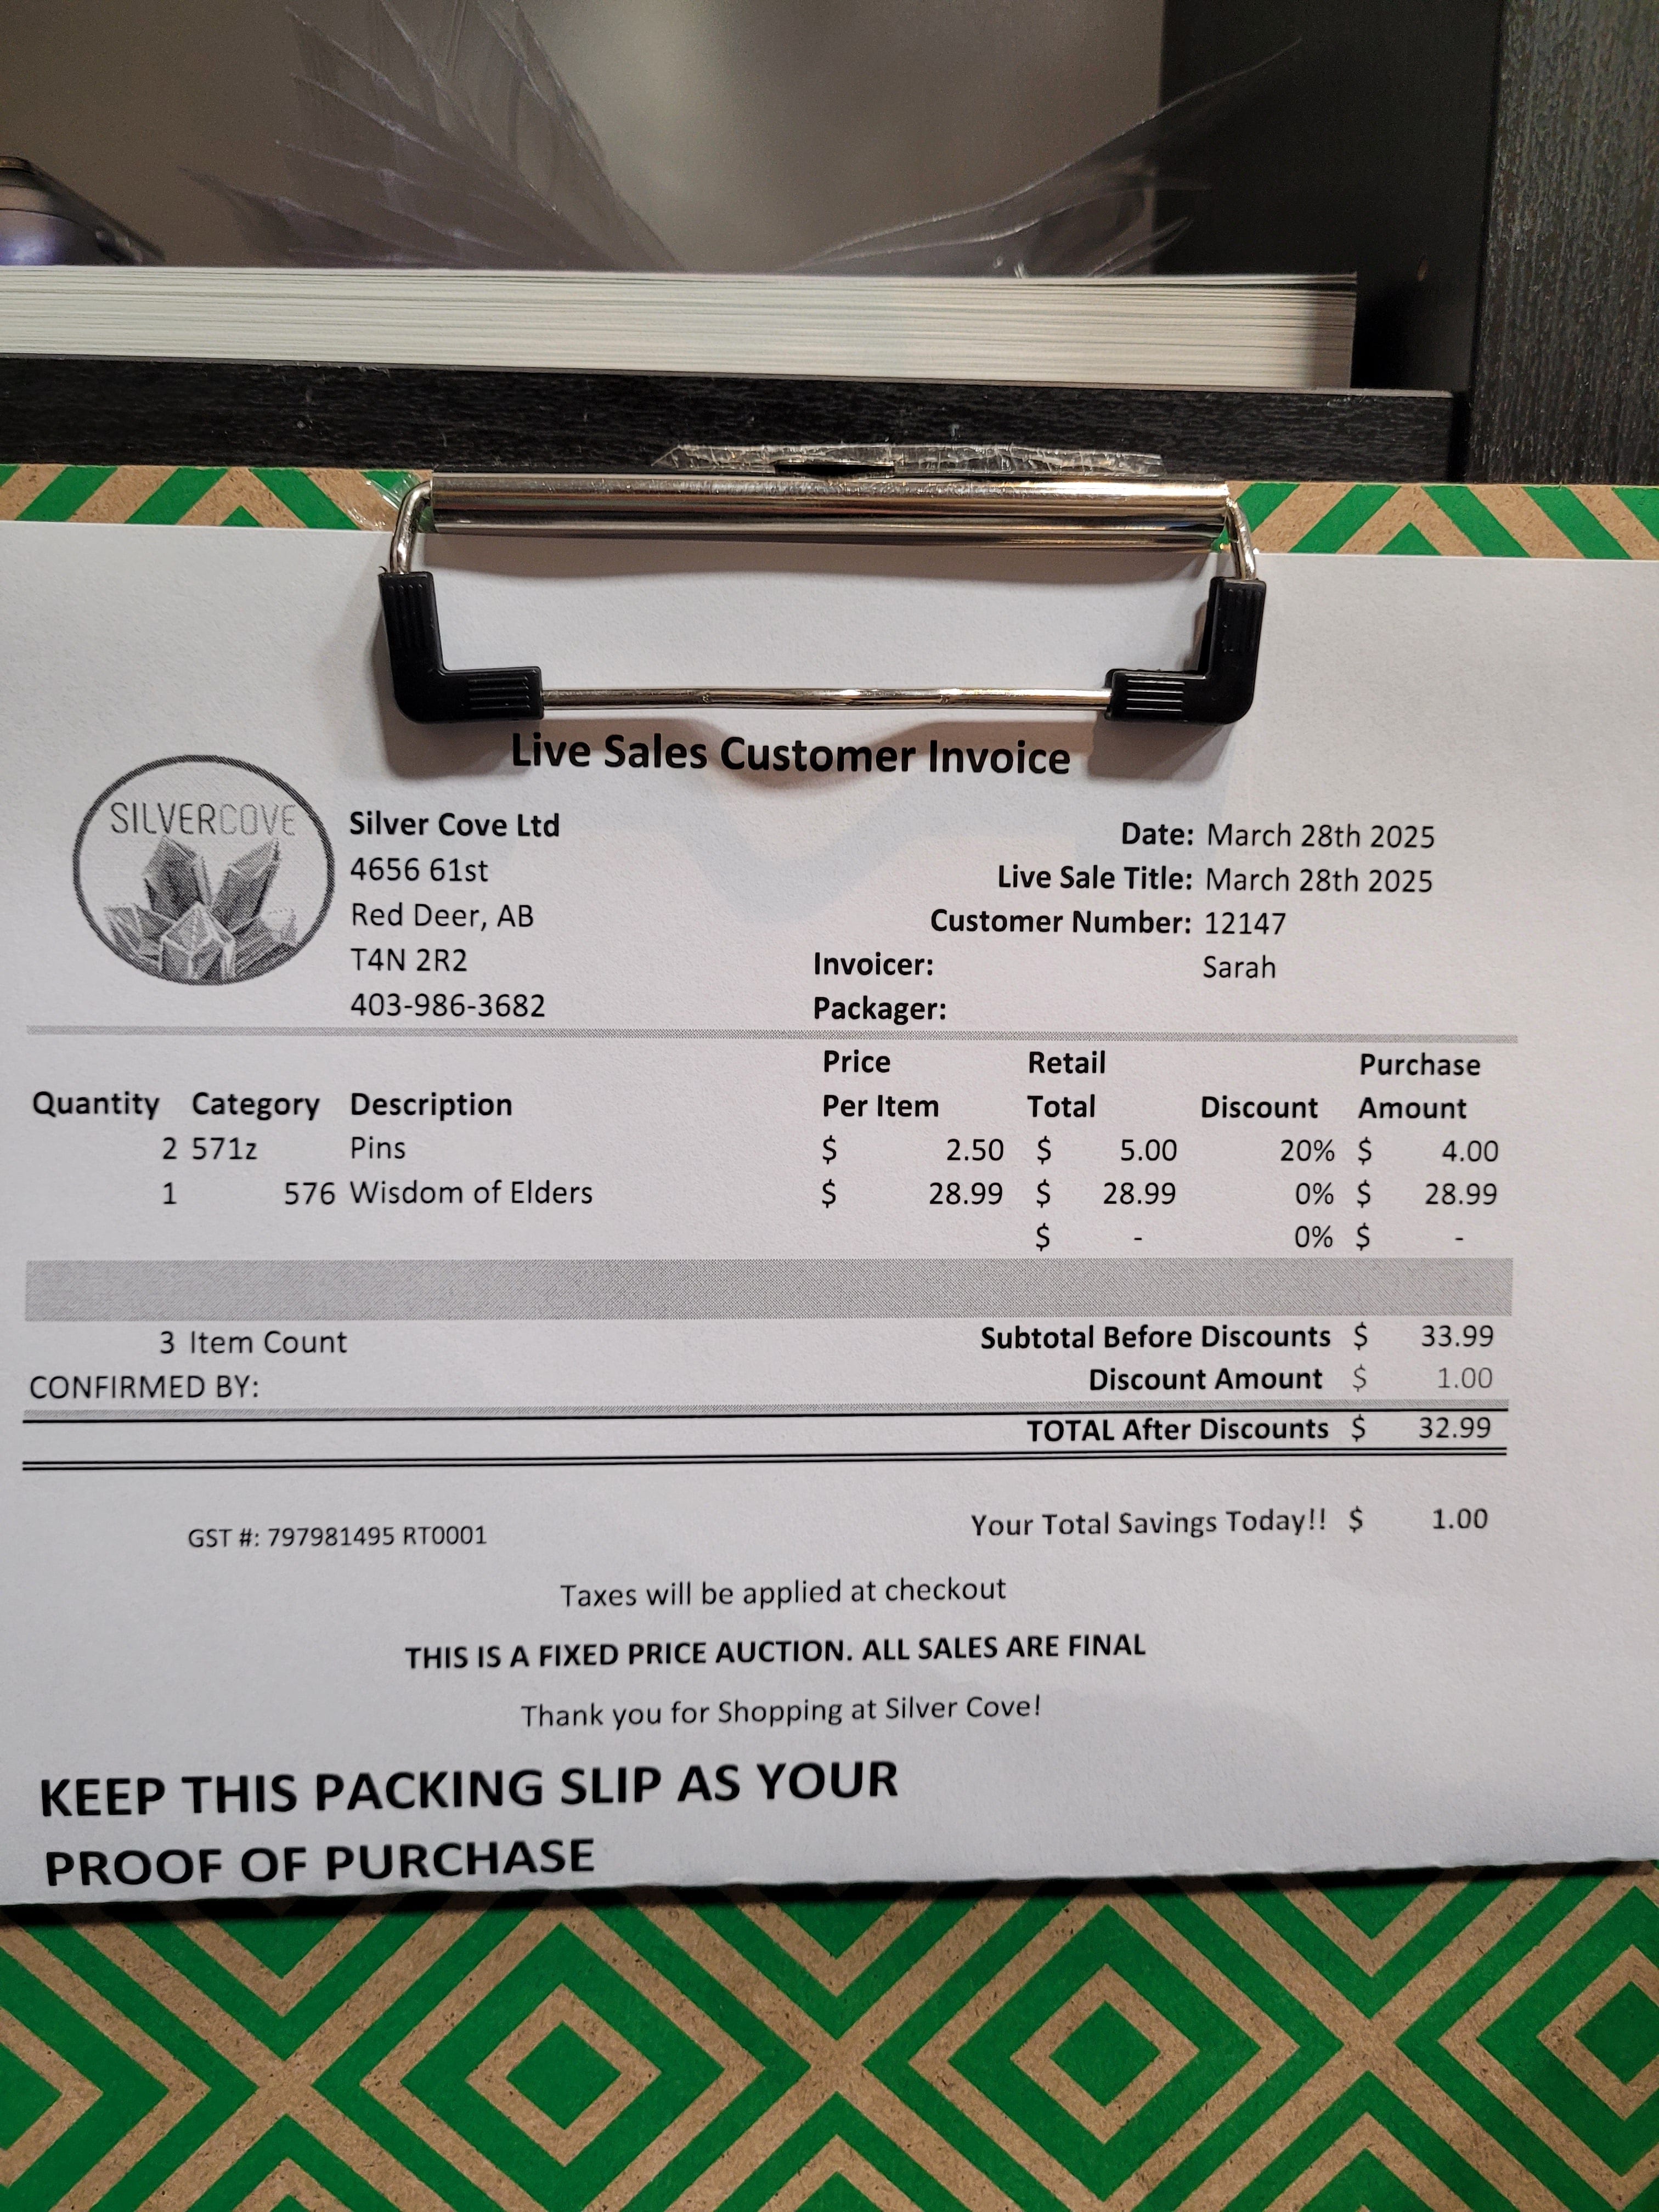 Live Sales Customer Invoice
SILVERCOVE
Silver Cove Ltd
4656 61st
Red Deer, AB
T4N 2R2
403-986-3682
Date: March 28th 2025
Live Sale Title: March 28th 2025
Customer Number: 12147
Invoicer: Sarah
Packager:
Quantity Category Description Price Per Item Retail Total Discount Purchase Amount
2 571z Pins $ 2.50 $ 5.00 20% $ 4.00
1 576 Wisdom of Elders $ 28.99 $ 28.99 0% $ 28.99
$ - 0% $ -
3 Item Count Subtotal Before Discounts $ 33.99
CONFIRMED BY: Discount Amount $ 1.00
TOTAL After Discounts $ 32.99
GST #: 797981495 RT0001 Your Total Savings Today!! $ 1.00
Taxes will be applied at checkout
THIS IS A FIXED PRICE AUCTION. ALL SALES ARE FINAL
Thank you for Shopping at Silver Cove!
KEEP THIS PACKING SLIP AS YOUR
PROOF OF PURCHASE